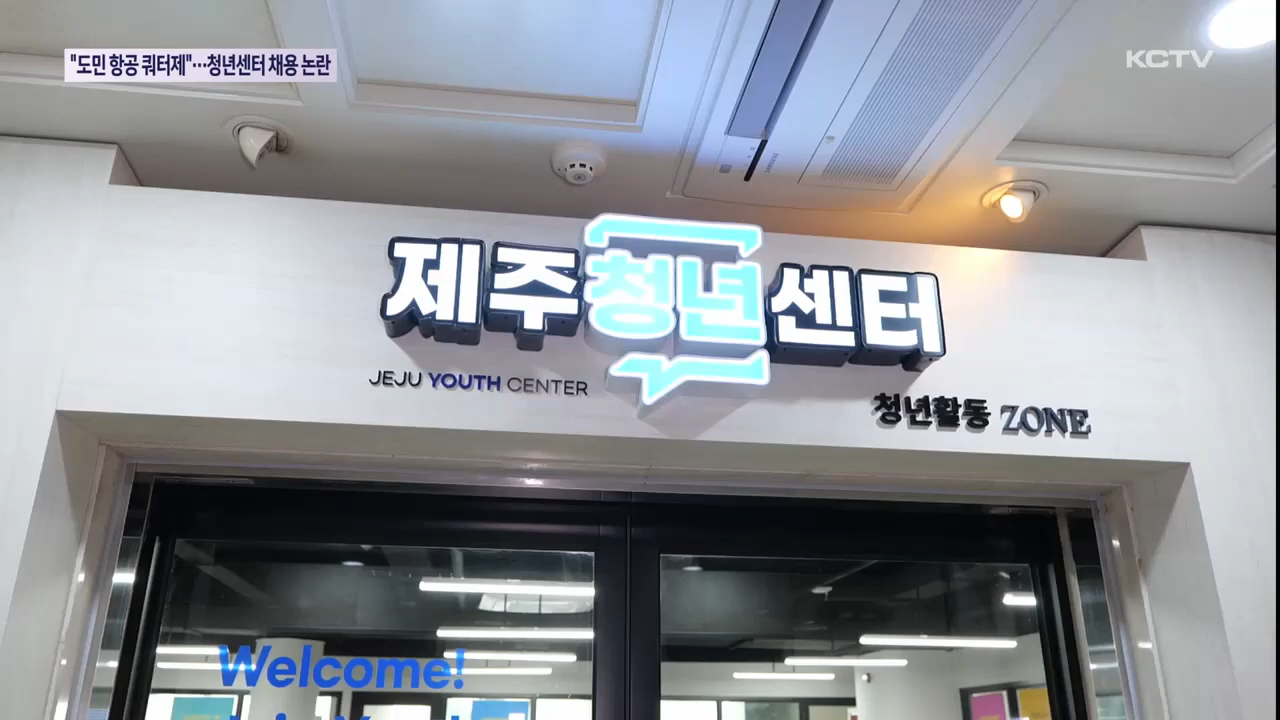 "도민 항공 쿼터제"…청년센터 채용 논란
KCTV
제주청년센터
JEJU YOUTH CENTER
청년활동 ZONE
Welcome!